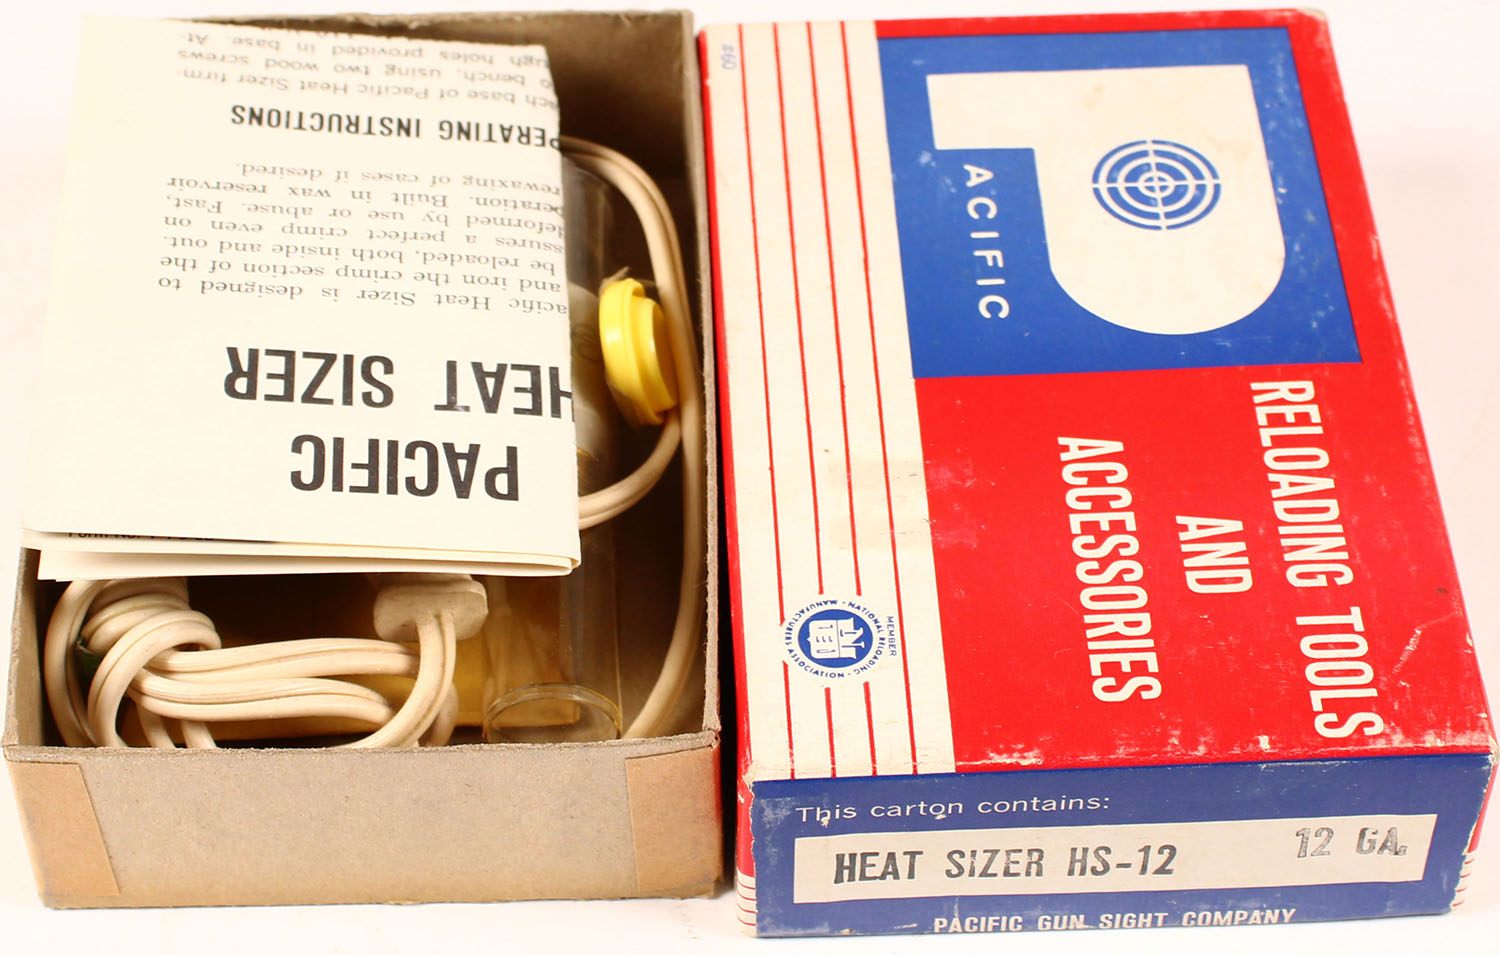 PACIFIC
HEAT SIZER
acific Heat Sizer is designed to
and iron the crimp section of the
be reloaded, both inside and out.
ssures a perfect crimp even on
deformed by use or abuse. Fast,
peration. Built in wax reservoir
rewaxing of cases if desired.
PERATING INSTRUCTIONS
ach base of Pacific Heat Sizer firm-
to bench, using two wood screws
ugh holes provided in base. At-
#60
P
ACIFIC
RELOADING TOOLS
AND
ACCESSORIES
MEMBER
NATIONAL RELOADING
MANUFACTURERS ASSOCIATION
This carton contains:
HEAT SIZER HS-12
12 GA.
PACIFIC GUN SIGHT COMPANY